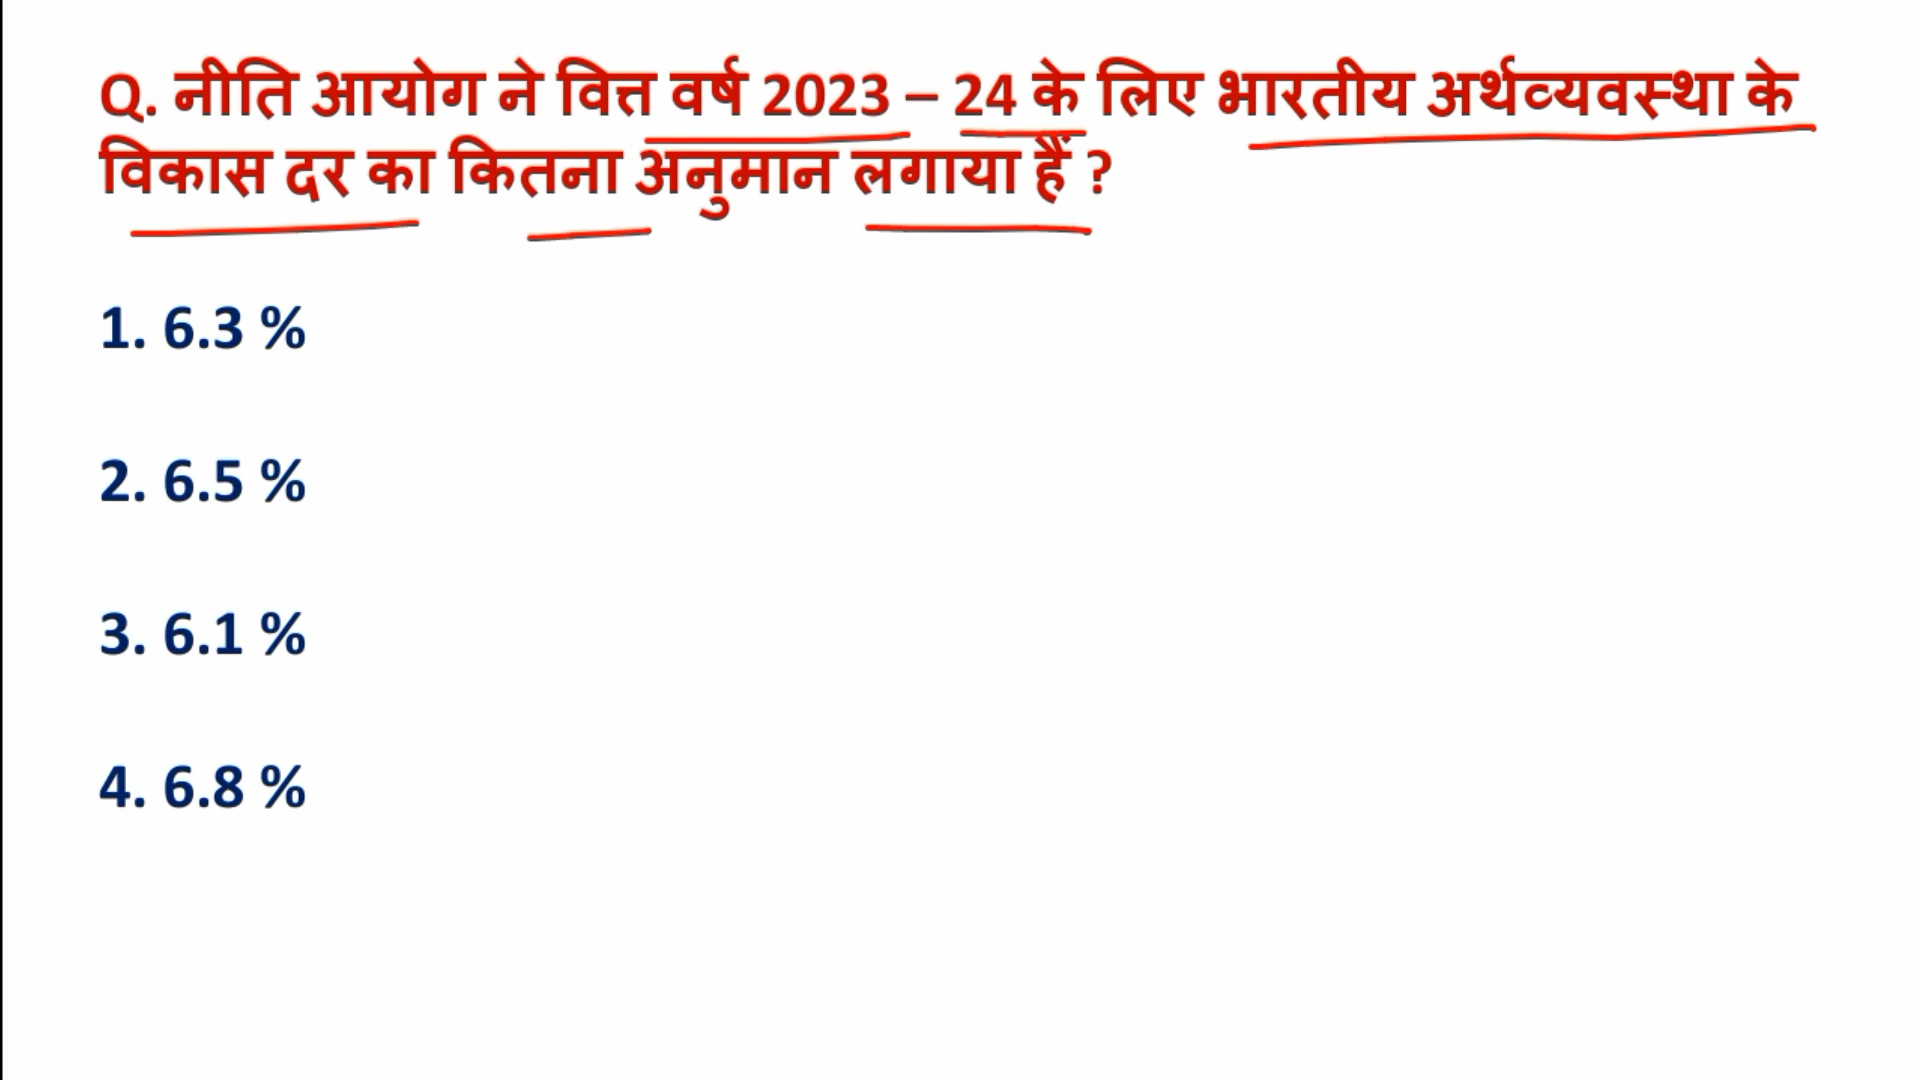 Q. नीति आयोग ने वित्त वर्ष 2023 – 24 के लिए भारतीय अर्थव्यवस्था के
विकास दर का कितना अनुमान लगाया हैं ?
1. 6.3 %
2. 6.5 %
3. 6.1 %
4. 6.8 %